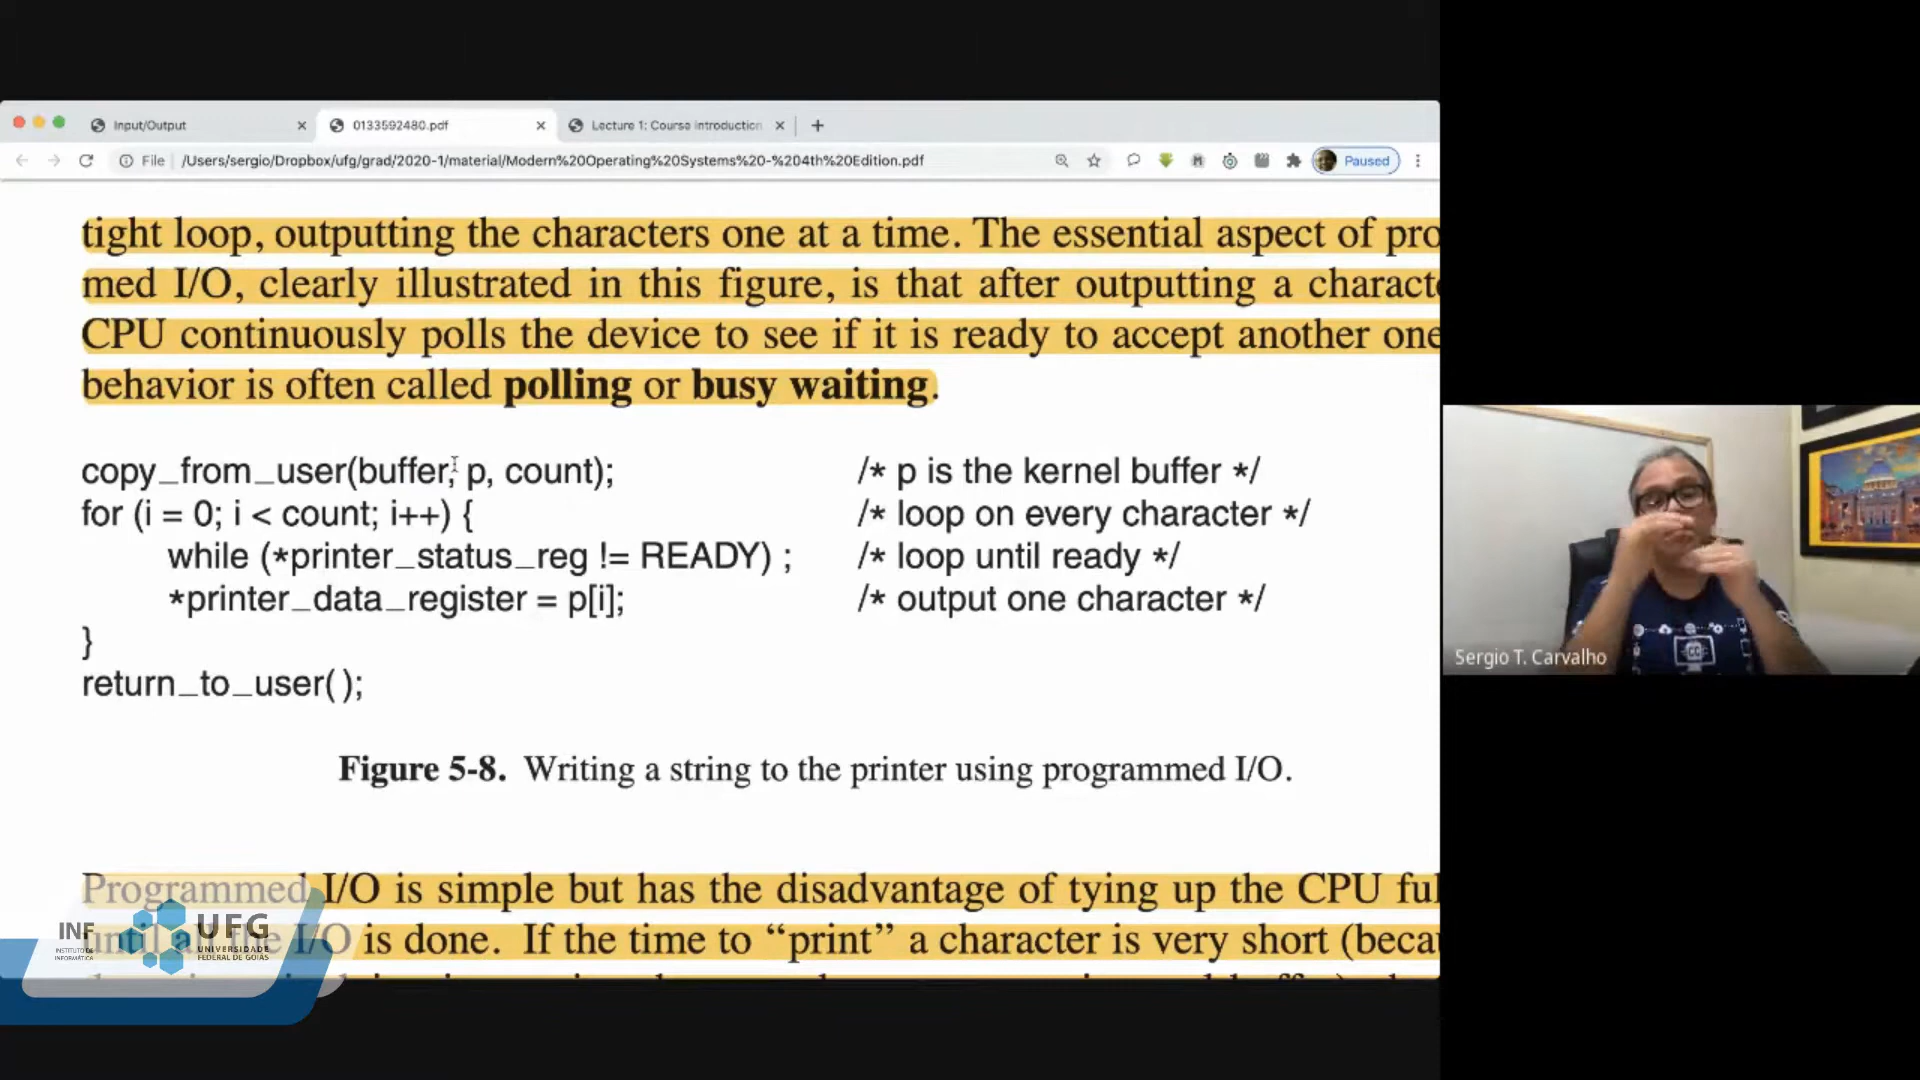 Input/Output
0133592480.pdf
Lecture 1: Course introduction
File
/Users/sergio/Dropbox/ufg/grad/2020-1/material/Modern%20Operating%20Systems%20-%204th%20Edition.pdf
Paused
tight loop, outputting the characters one at a time. The essential aspect of pro
med I/O, clearly illustrated in this figure, is that after outputting a charact
CPU continuously polls the device to see if it is ready to accept another one
behavior is often called polling or busy waiting.
copy_from_user(buffer, p, count); /* p is the kernel buffer */
for (i = 0; i < count; i++) { /* loop on every character */
while (*printer_status_reg != READY) ; /* loop until ready */
*printer_data_register = p[i]; /* output one character */
}
return_to_user( );
Figure 5-8. Writing a string to the printer using programmed I/O.
Programmed I/O is simple but has the disadvantage of tying up the CPU ful
I/O is done. If the time to “print” a character is very short (beca
INF
INSTITUTO DE
INFORMÁTICA
UFG
UNIVERSIDADE
FEDERAL DE GOIÁS
Sergio T. Carvalho